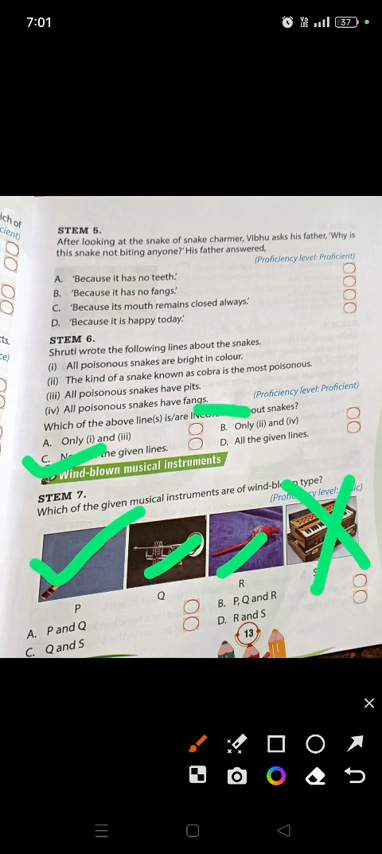 7:01
Vo
LTE
37
ich of
cient)
STEM 5.
After looking at the snake of snake charmer, Vibhu asks his father, 'Why is
this snake not biting anyone?' His father answered,
(Proficiency level: Proficient)
A. 'Because it has no teeth.'
B. 'Because it has no fangs.'
C. 'Because its mouth remains closed always.'
D. 'Because it is happy today.'
ts.
ce)
STEM 6.
Shruti wrote the following lines about the snakes.
(i) All poisonous snakes are bright in colour.
(ii) The kind of a snake known as cobra is the most poisonous.
(iii) All poisonous snakes have pits.
(iv) All poisonous snakes have fangs.
(Proficiency level: Proficient)
Which of the above line(s) is/are out snakes?
A. Only (i) and (iii)
B. Only (ii) and (iv)
C. the given lines.
D. All the given lines.
Wind-blown musical instruments
STEM 7.
Which of the given musical instruments are of wind-bl n type?
P
Q
R
A. P and Q
B. P, Q and R
C. Q and S
D. R and S
13